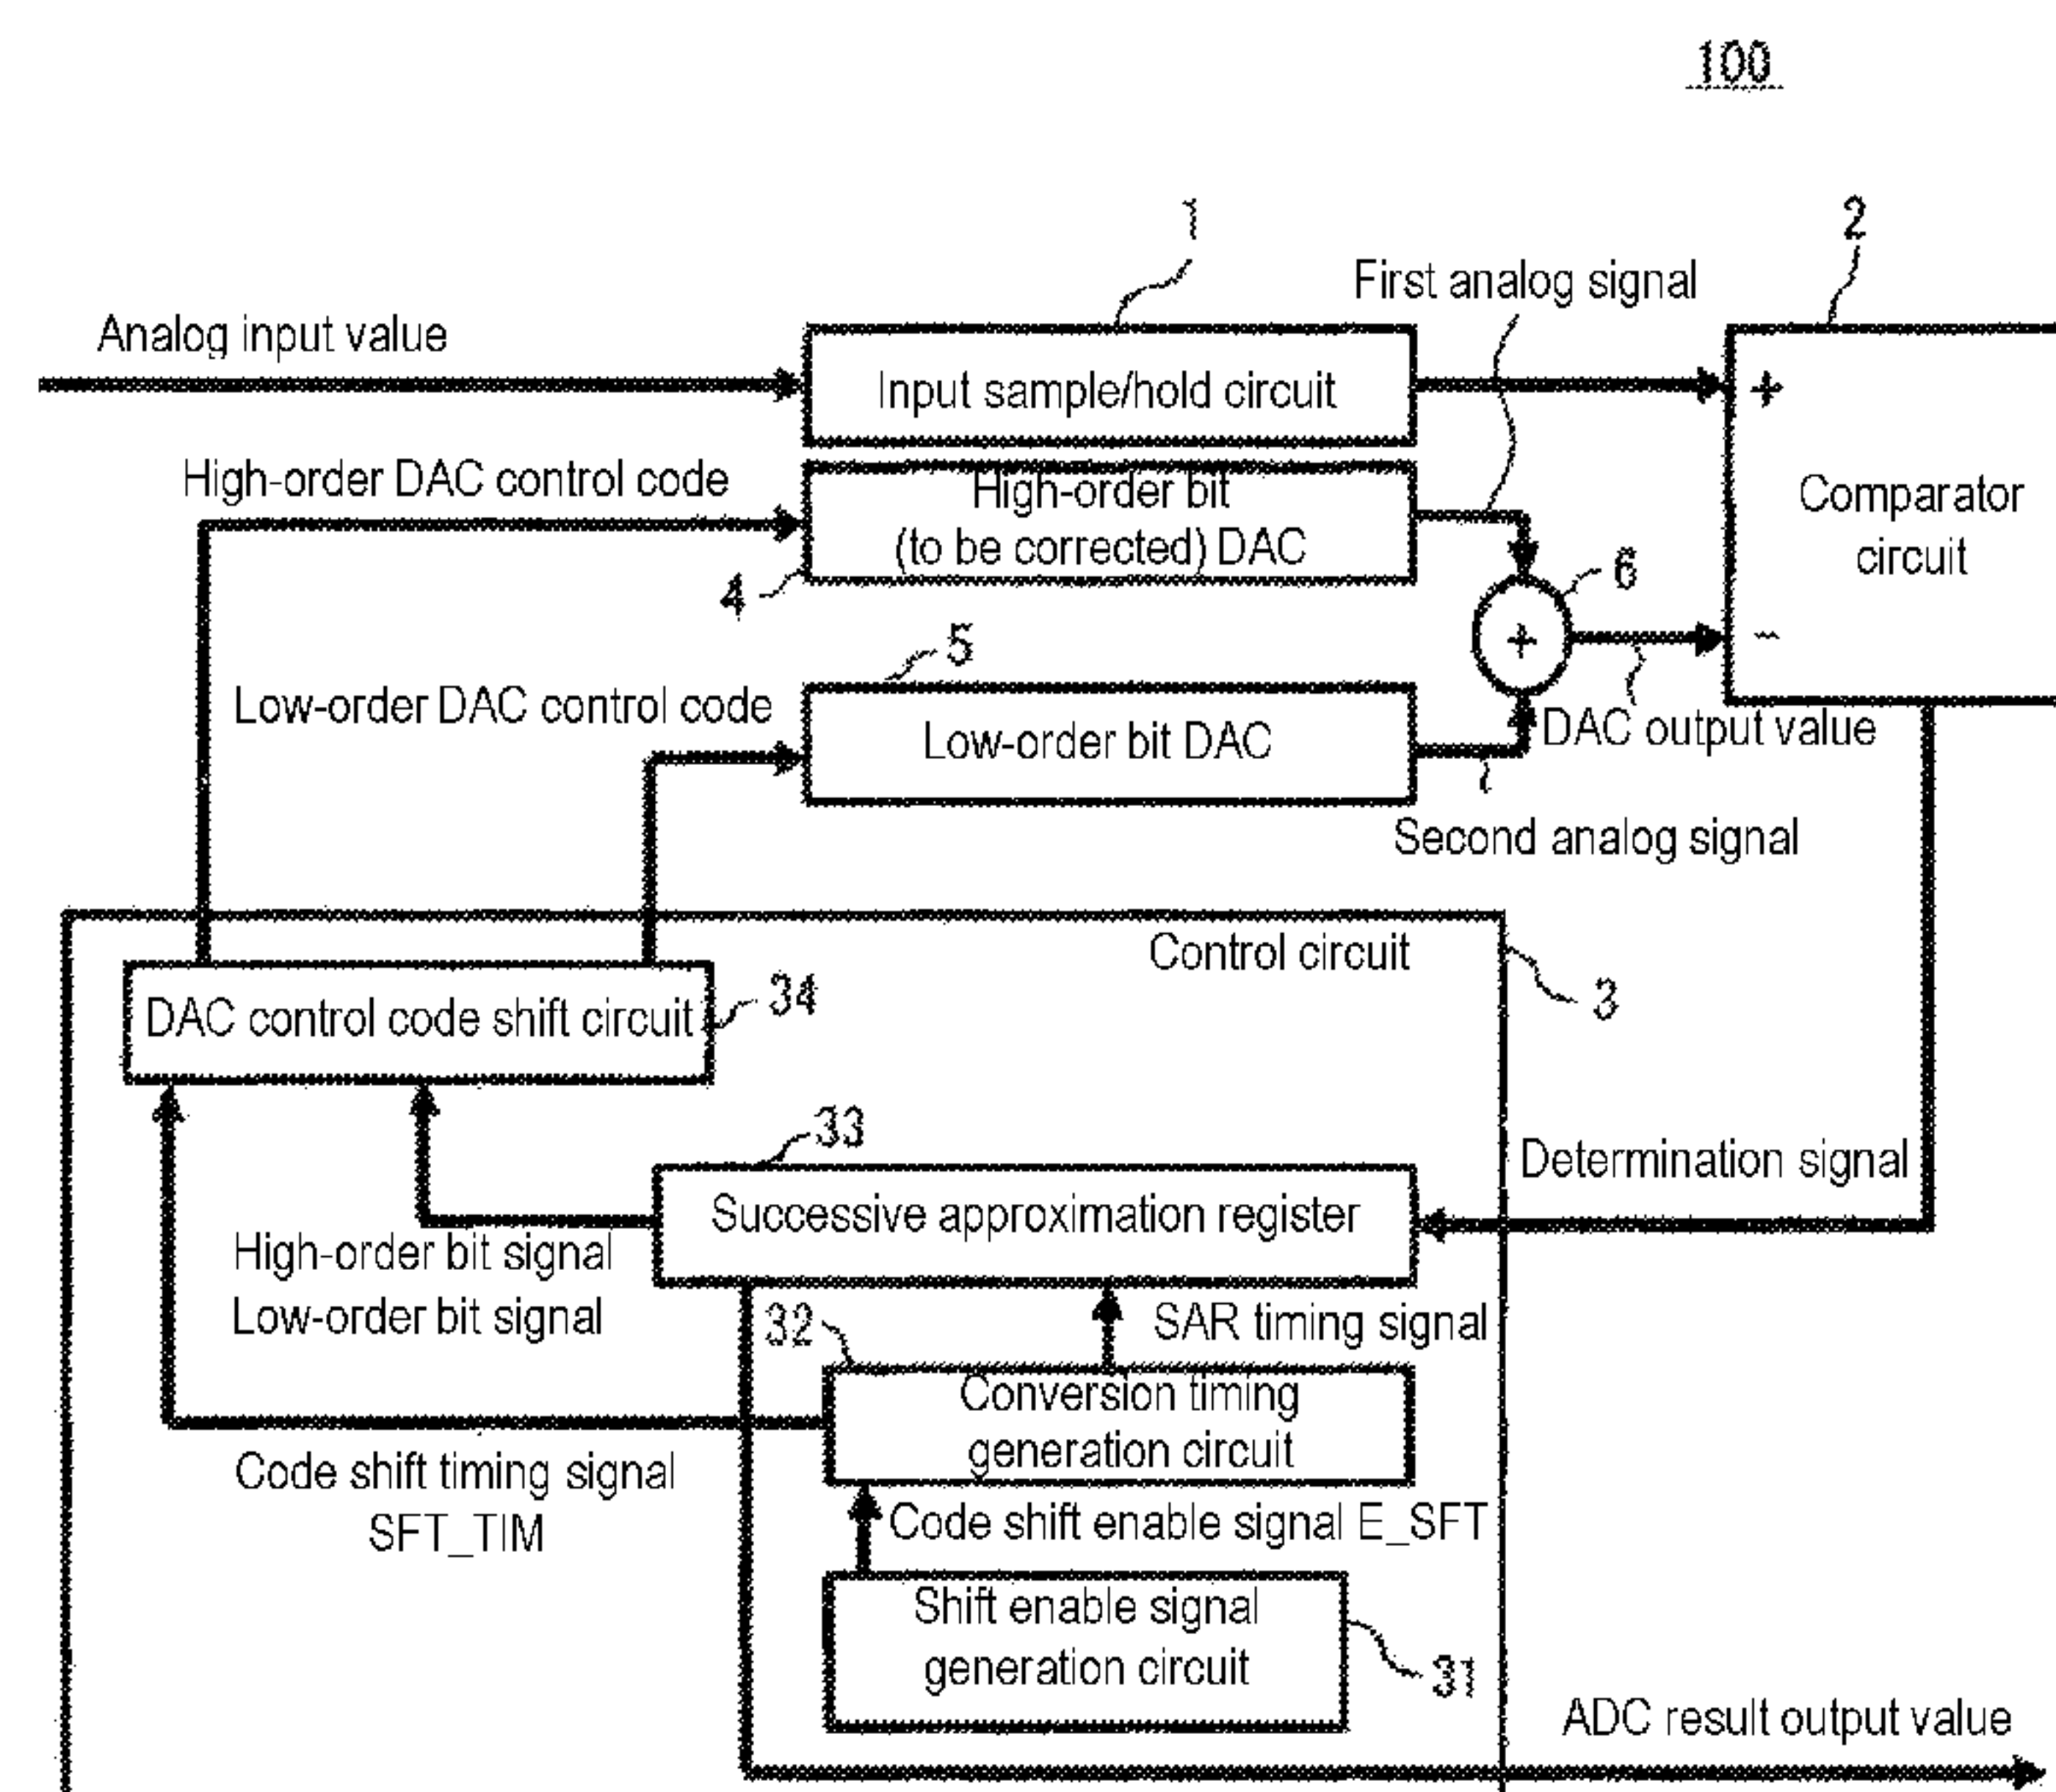 100
1
2
First analog signal
Analog input value
Input sample/hold circuit
+
High-order DAC control code
High-order bit
(to be corrected) DAC
Comparator
circuit
4
6
+
−
5
Low-order DAC control code
Low-order bit DAC
DAC output value
Second analog signal
Control circuit
3
DAC control code shift circuit
34
33
Determination signal
Successive approximation register
High-order bit signal
Low-order bit signal
32
SAR timing signal
Conversion timing
generation circuit
Code shift timing signal
SFT_TIM
Code shift enable signal E_SFT
Shift enable signal
generation circuit
31
ADC result output value